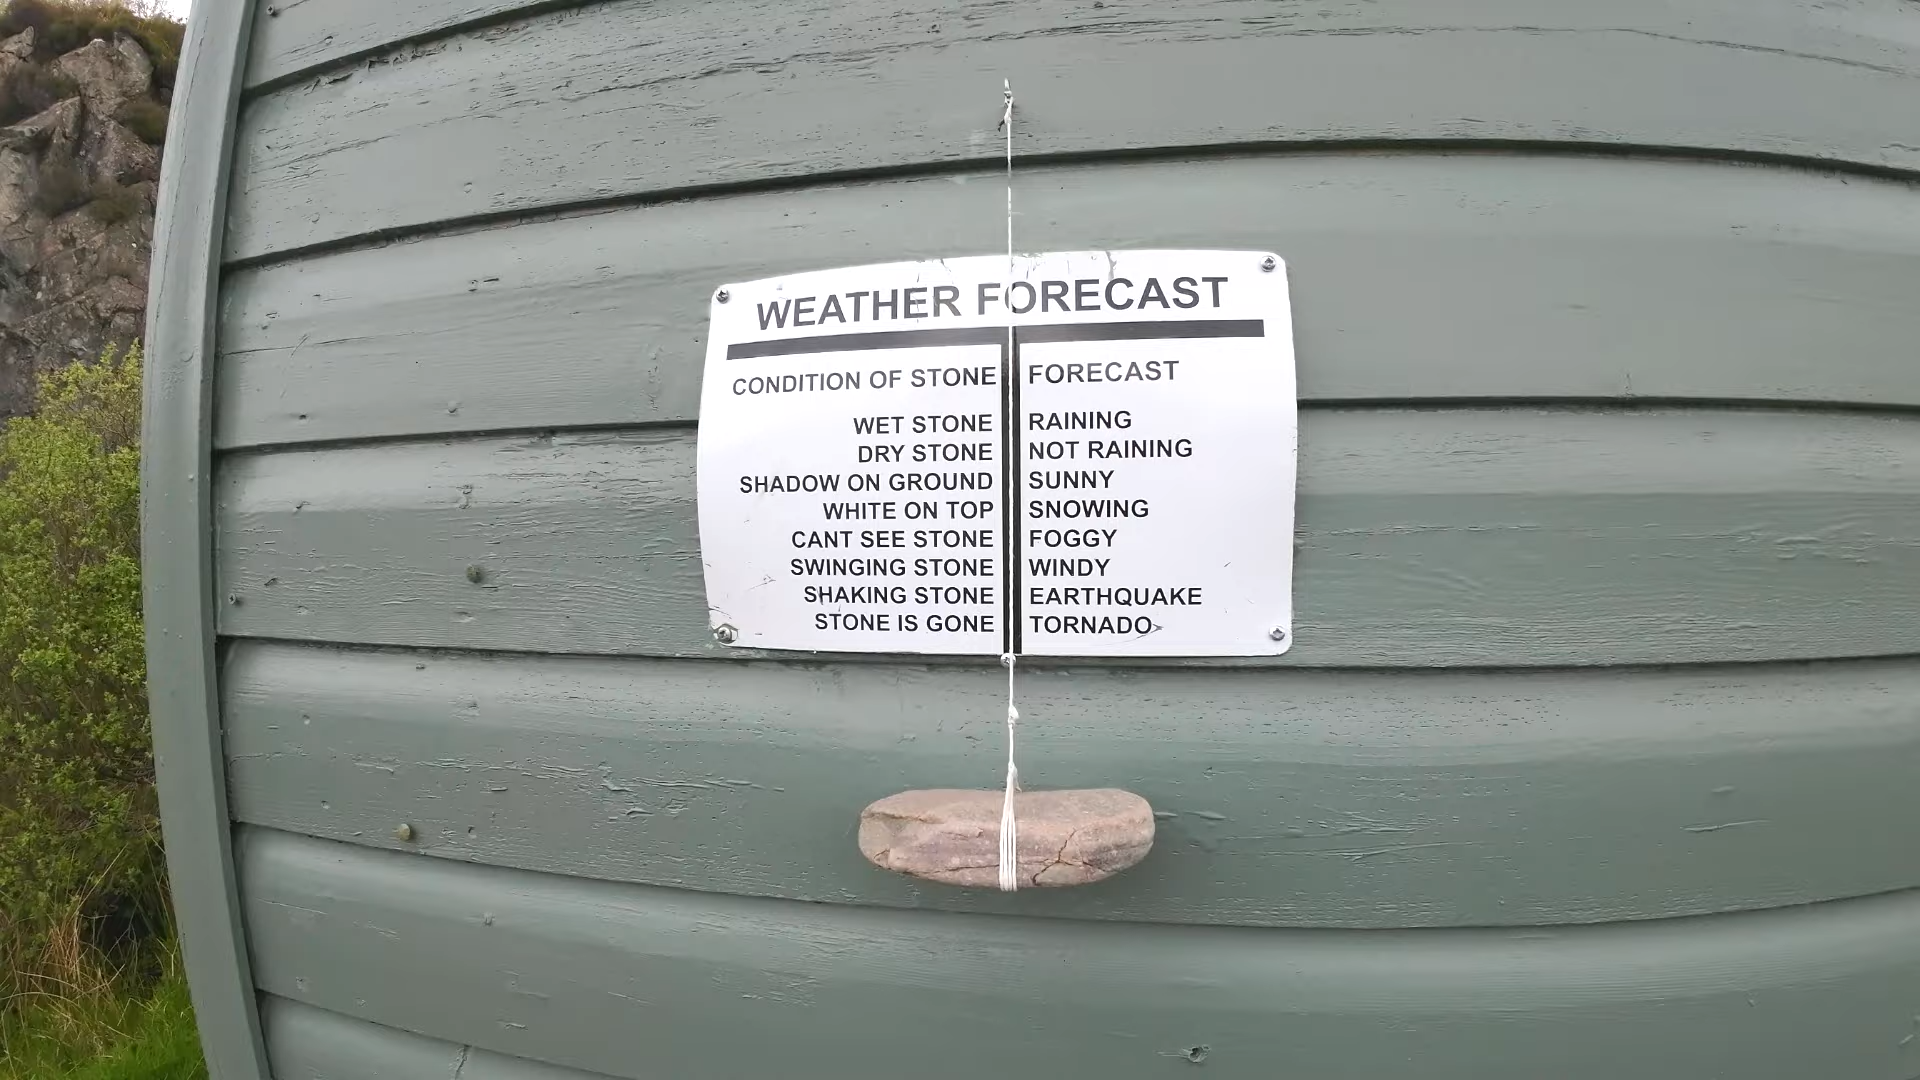 WEATHER FORECAST
CONDITION OF STONE FORECAST
WET STONE RAINING
DRY STONE NOT RAINING
SHADOW ON GROUND SUNNY
WHITE ON TOP SNOWING
CANT SEE STONE FOGGY
SWINGING STONE WINDY
SHAKING STONE EARTHQUAKE
STONE IS GONE TORNADO